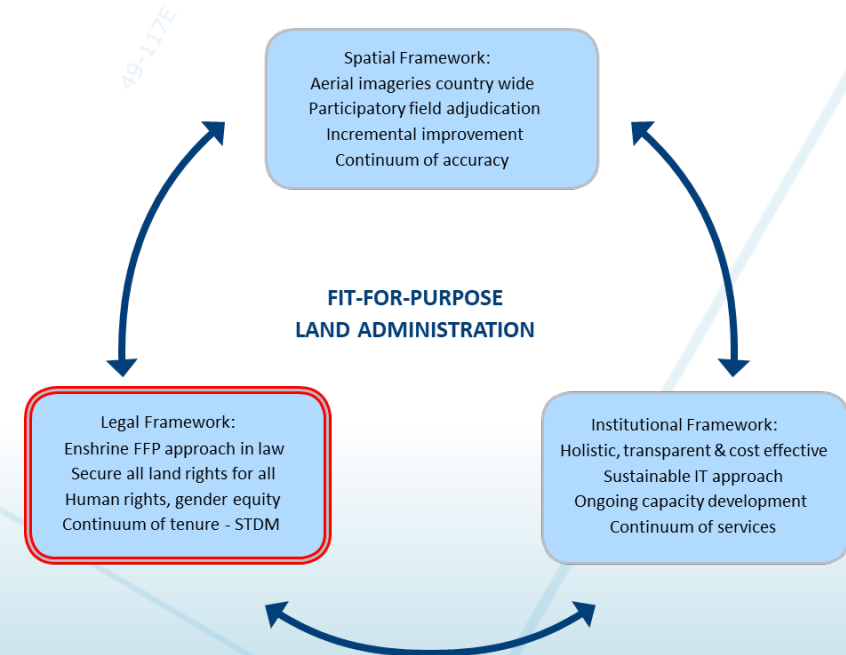 49-117E
Spatial Framework:
Aerial imageries country wide
Participatory field adjudication
Incremental improvement
Continuum of accuracy
FIT-FOR-PURPOSE
LAND ADMINISTRATION
Legal Framework:
Enshrine FFP approach in law
Secure all land rights for all
Human rights, gender equity
Continuum of tenure - STDM
Institutional Framework:
Holistic, transparent & cost effective
Sustainable IT approach
Ongoing capacity development
Continuum of services